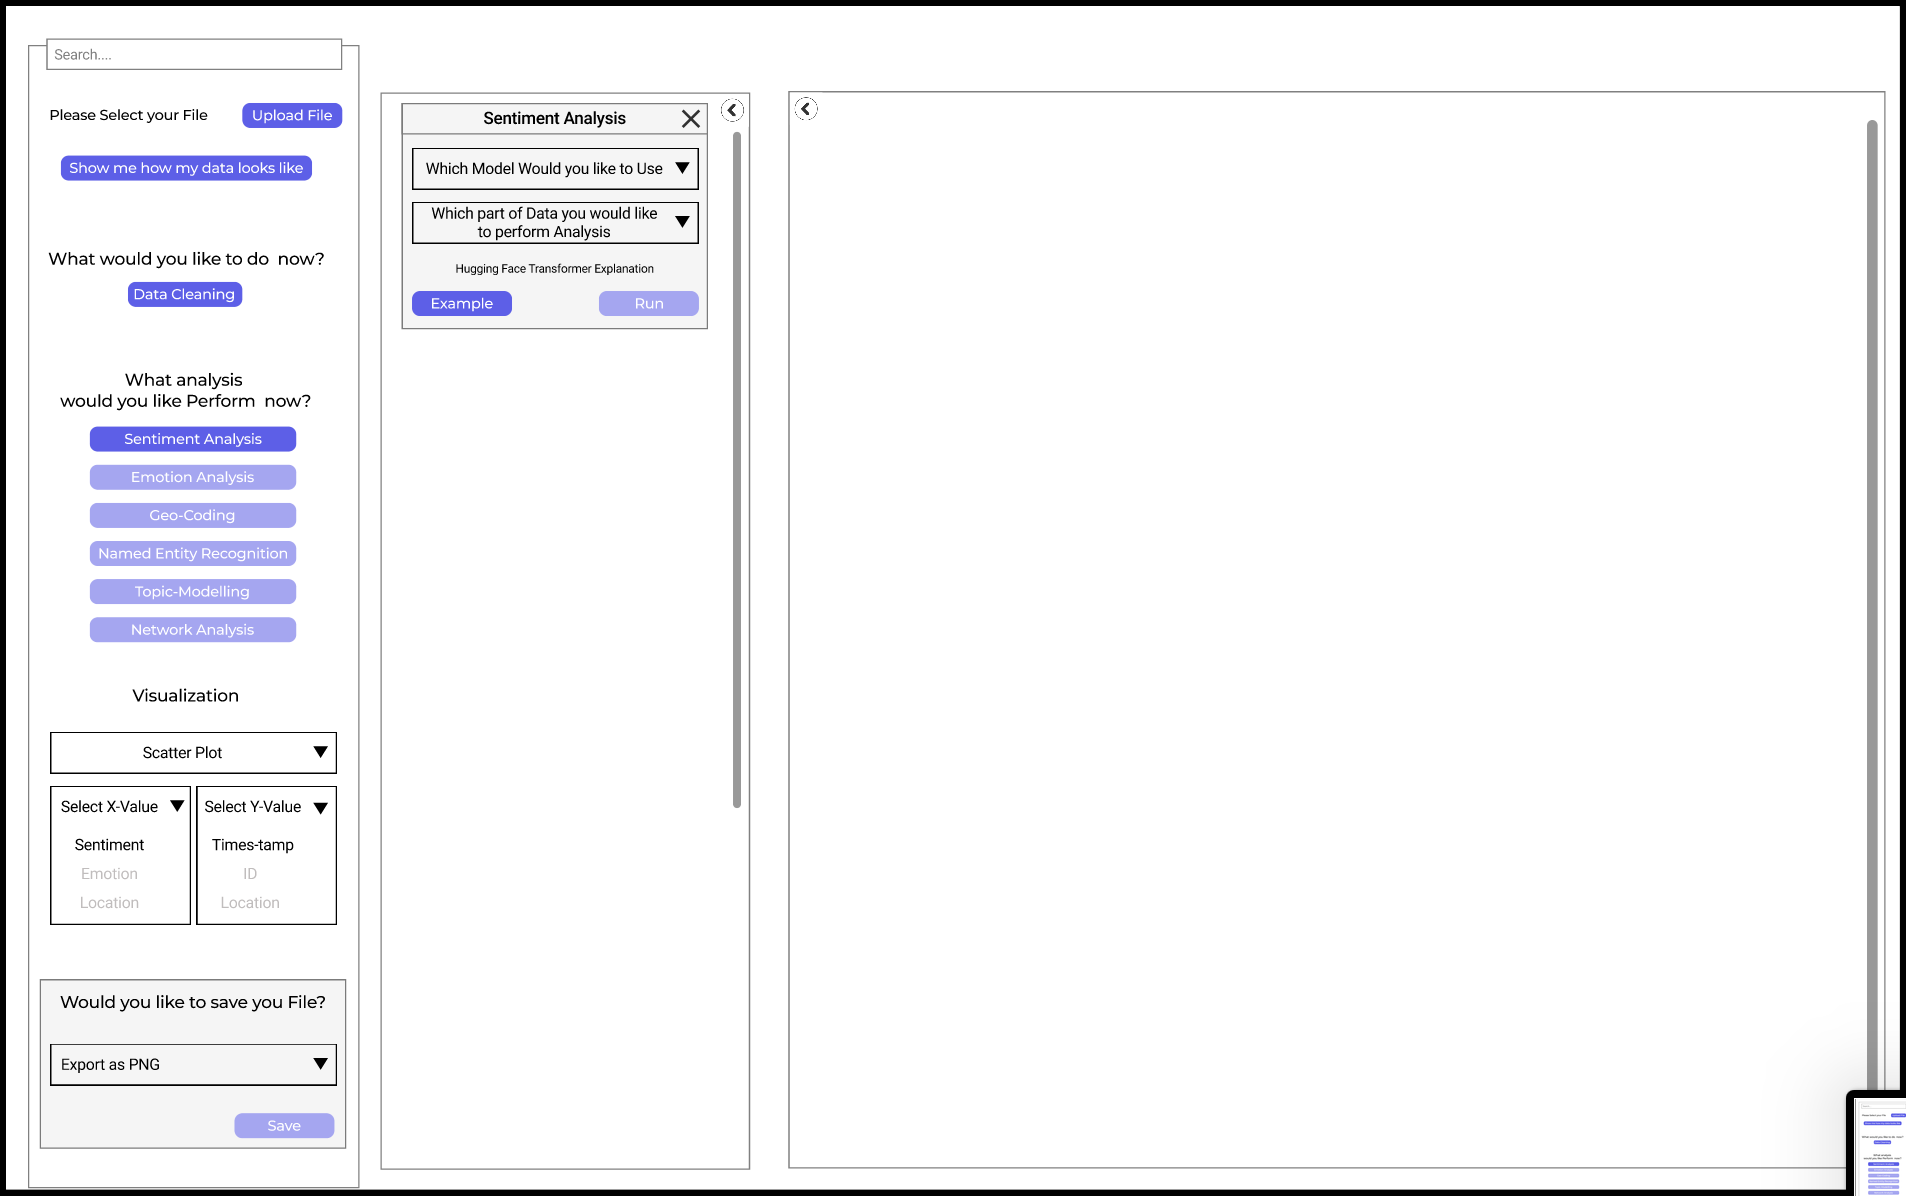 Search....
Please Select your File
Upload File
Show me how my data looks like
What would you like to do now?
Data Cleaning
What analysis
would you like Perform now?
Sentiment Analysis
Emotion Analysis
Geo-Coding
Named Entity Recognition
Topic-Modelling
Network Analysis
Visualization
Scatter Plot
Select X-Value
Sentiment
Emotion
Location
Select Y-Value
Times-tamp
ID
Location
Would you like to save you File?
Export as PNG
Save
Sentiment Analysis
Which Model Would you like to Use
Which part of Data you would like
to perform Analysis
Hugging Face Transformer Explanation
Example
Run